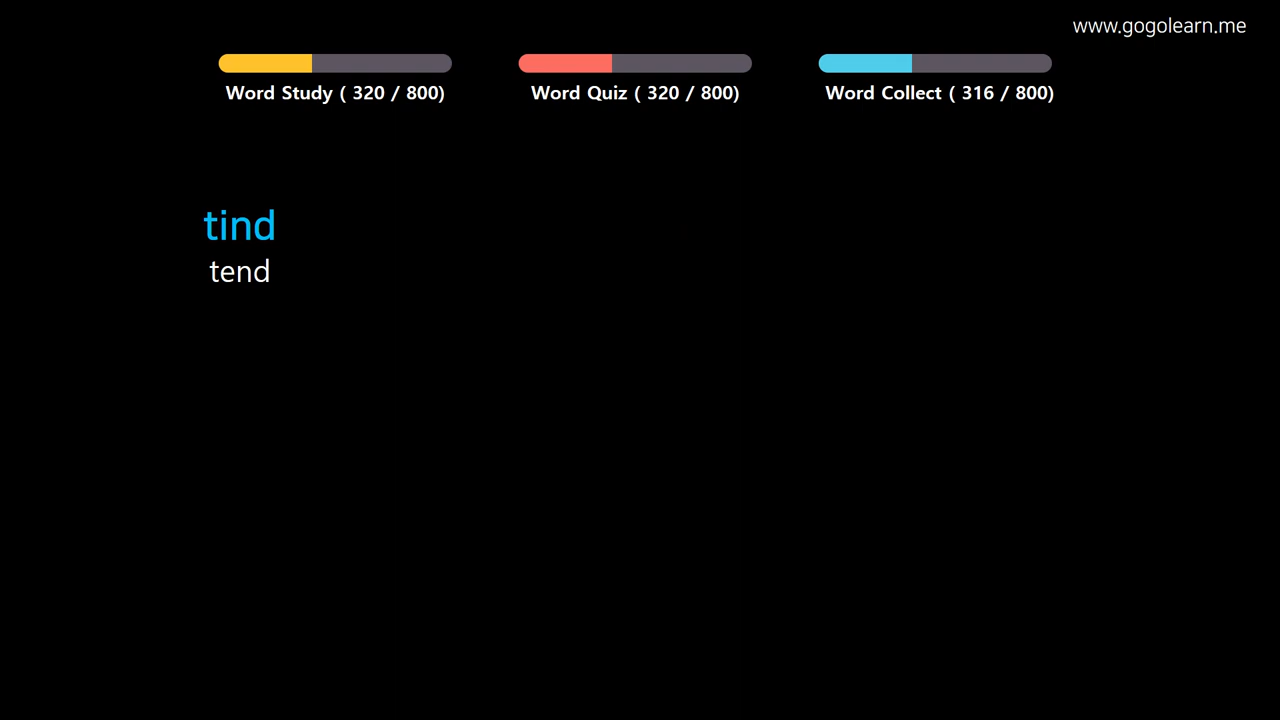 www.gogolearn.me
Word Study ( 320 / 800)
Word Quiz ( 320 / 800)
Word Collect ( 316 / 800)
tind
tend